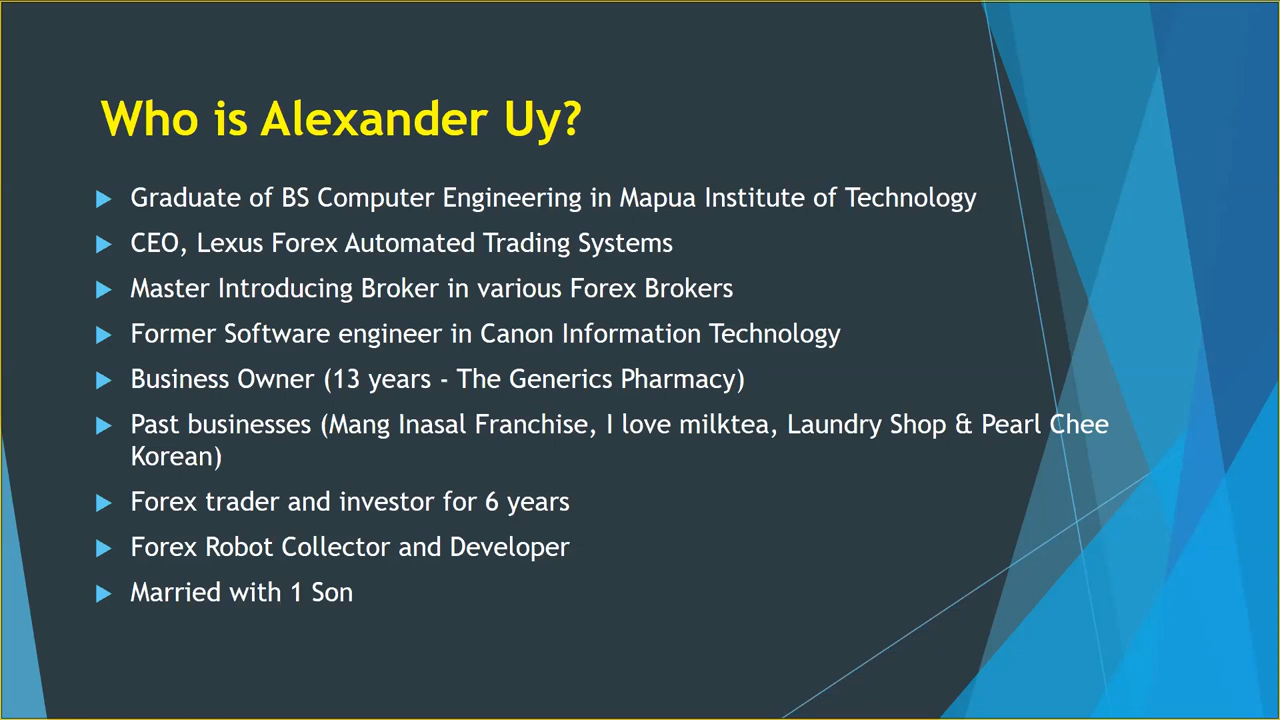 Who is Alexander Uy?
Graduate of BS Computer Engineering in Mapua Institute of Technology
CEO, Lexus Forex Automated Trading Systems
Master Introducing Broker in various Forex Brokers
Former Software engineer in Canon Information Technology
Business Owner (13 years - The Generics Pharmacy)
Past businesses (Mang Inasal Franchise, I love milktea, Laundry Shop & Pearl Chee
Korean)
Forex trader and investor for 6 years
Forex Robot Collector and Developer
Married with 1 Son